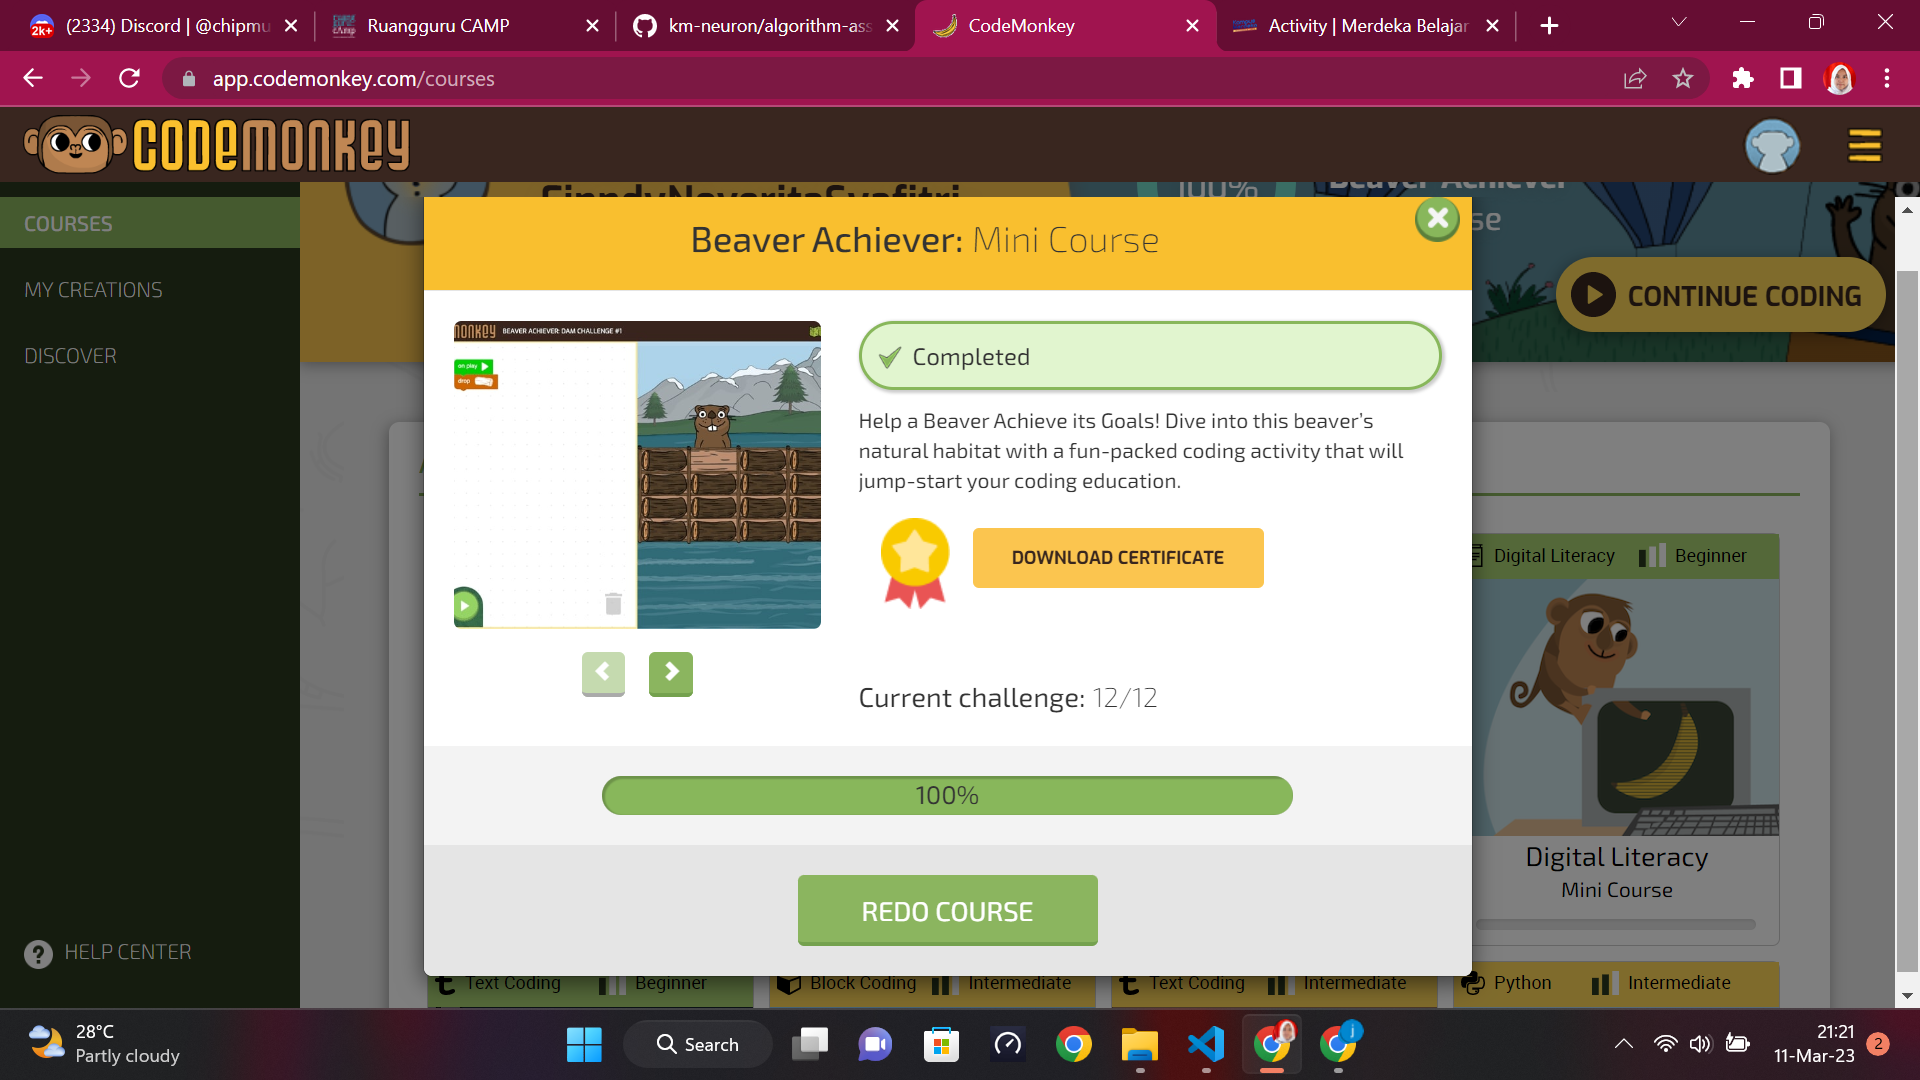 (2334) Discord | @chipmu
Ruangguru CAMP
km-neuron/algorithm-ass
CodeMonkey
Activity | Merdeka Belajar
app.codemonkey.com/courses
CODEMONKEY
COURSES
MY CREATIONS
DISCOVER
HELP CENTER
100%
Beaver Achiever
se
CONTINUE CODING
Beaver Achiever: Mini Course
monkey BEAVER ACHIEVER: DAM CHALLENGE #1
on play
drop
Completed
Help a Beaver Achieve its Goals! Dive into this beaver's
natural habitat with a fun-packed coding activity that will
jump-start your coding education.
DOWNLOAD CERTIFICATE
Current challenge: 12/12
100%
REDO COURSE
Digital Literacy Beginner
Digital Literacy
Mini Course
Text Coding Beginner
Block Coding Intermediate
Text Coding Intermediate
Python Intermediate
28°C
Partly cloudy
Search
21:21
11-Mar-23
2